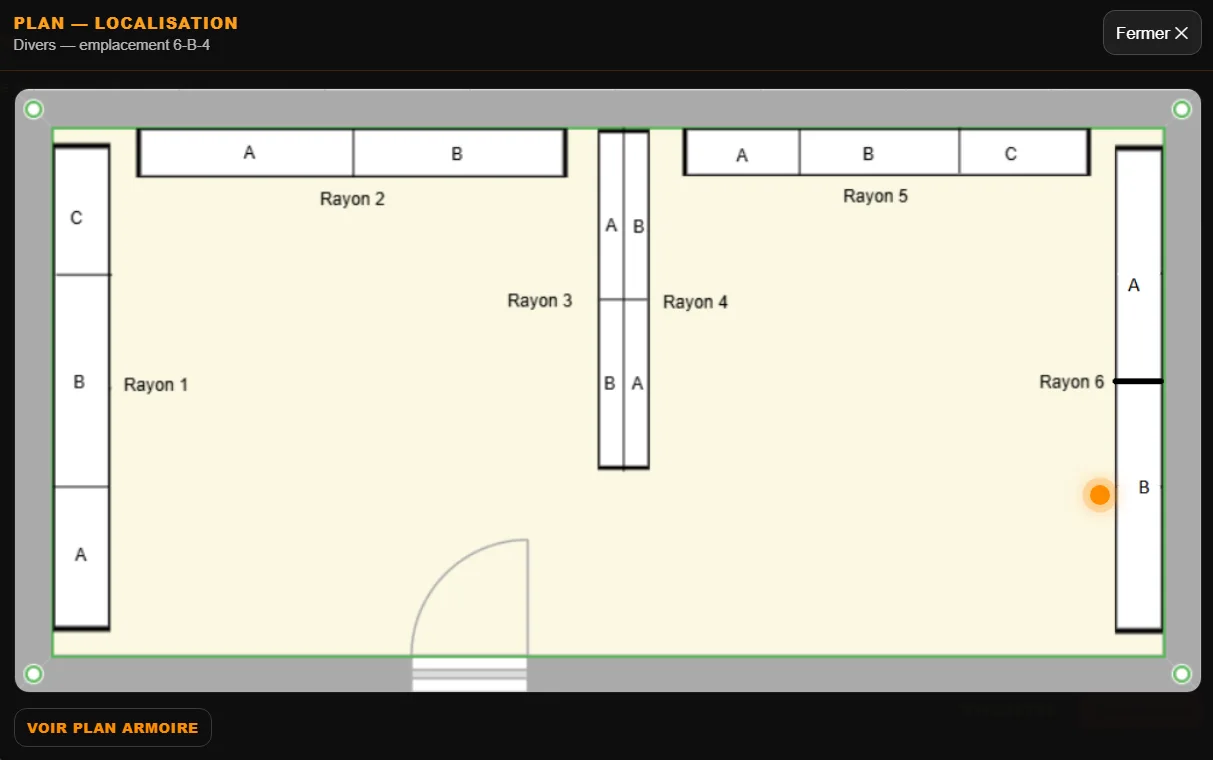 PLAN — LOCALISATION
Divers — emplacement 6-B-4
Fermer ✕
A
B
Rayon 2
A
B
C
Rayon 5
C
B
A
Rayon 1
A
B
Rayon 3
Rayon 4
B
A
A
Rayon 6
B
VOIR PLAN ARMOIRE